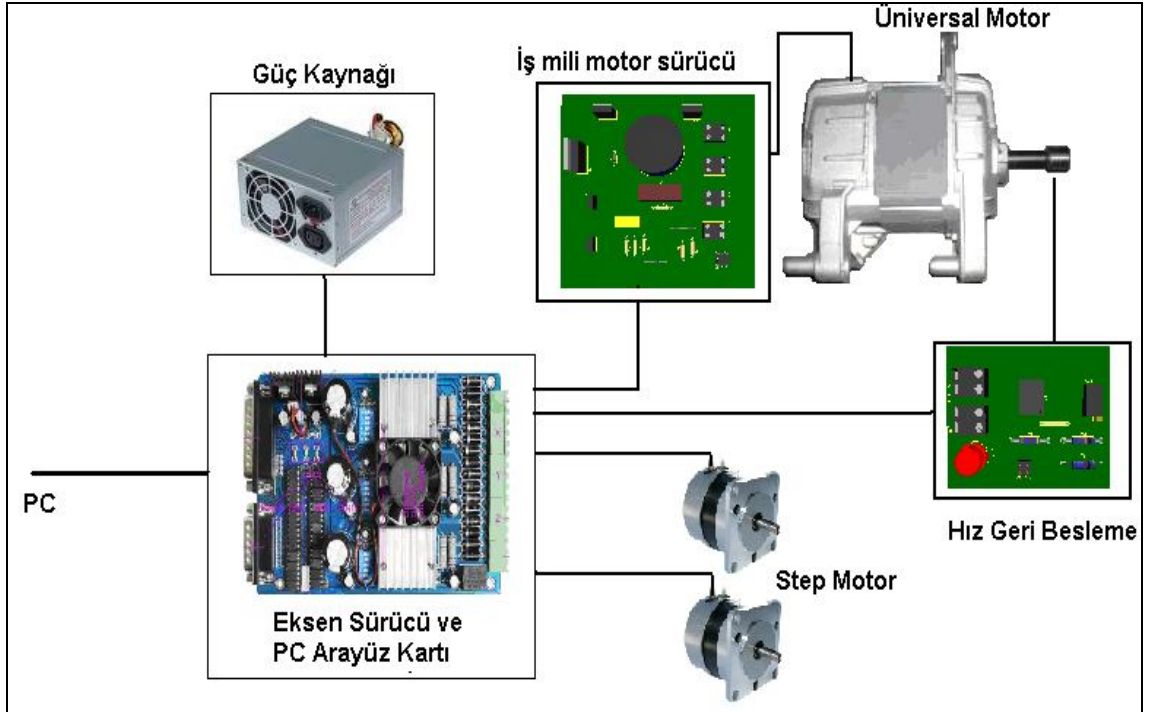 Üniversal Motor
İş mili motor sürücü
Güç Kaynağı
PC
Hız Geri Besleme
Step Motor
Eksen Sürücü ve
PC Arayüz Kartı